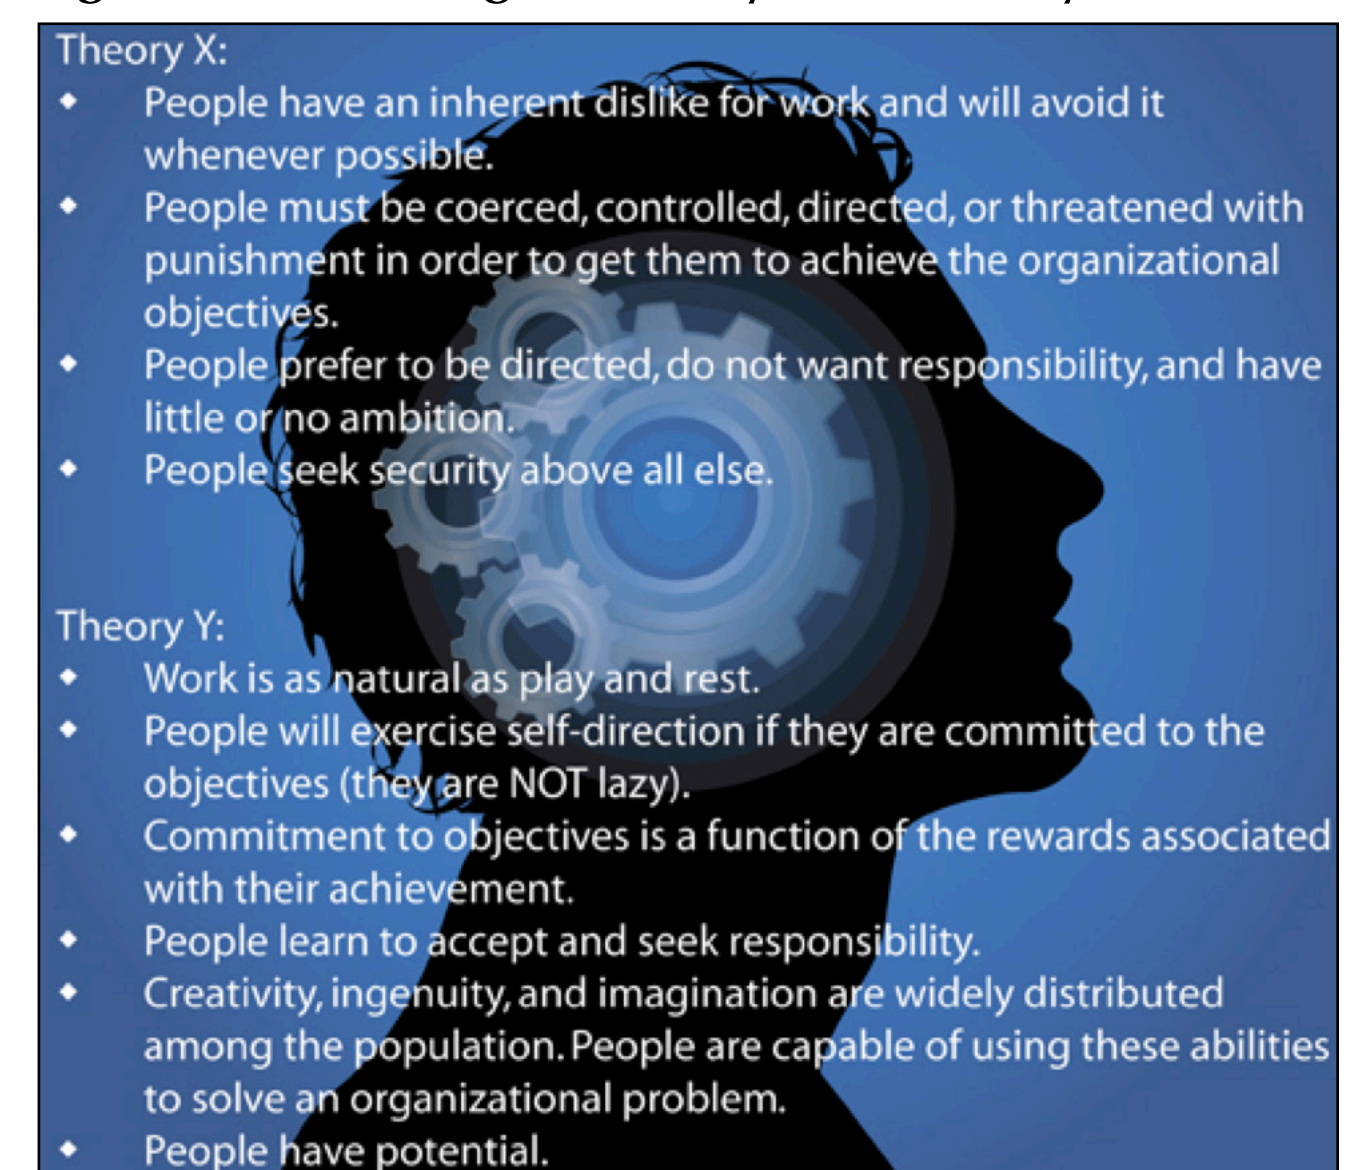 Theory X:
◆ People have an inherent dislike for work and will avoid it
whenever possible.
◆ People must be coerced, controlled, directed, or threatened with
punishment in order to get them to achieve the organizational
objectives.
◆ People prefer to be directed, do not want responsibility, and have
little or no ambition.
◆ People seek security above all else.
Theory Y:
◆ Work is as natural as play and rest.
◆ People will exercise self-direction if they are committed to the
objectives (they are NOT lazy).
◆ Commitment to objectives is a function of the rewards associated
with their achievement.
◆ People learn to accept and seek responsibility.
◆ Creativity, ingenuity, and imagination are widely distributed
among the population. People are capable of using these abilities
to solve an organizational problem.
◆ People have potential.